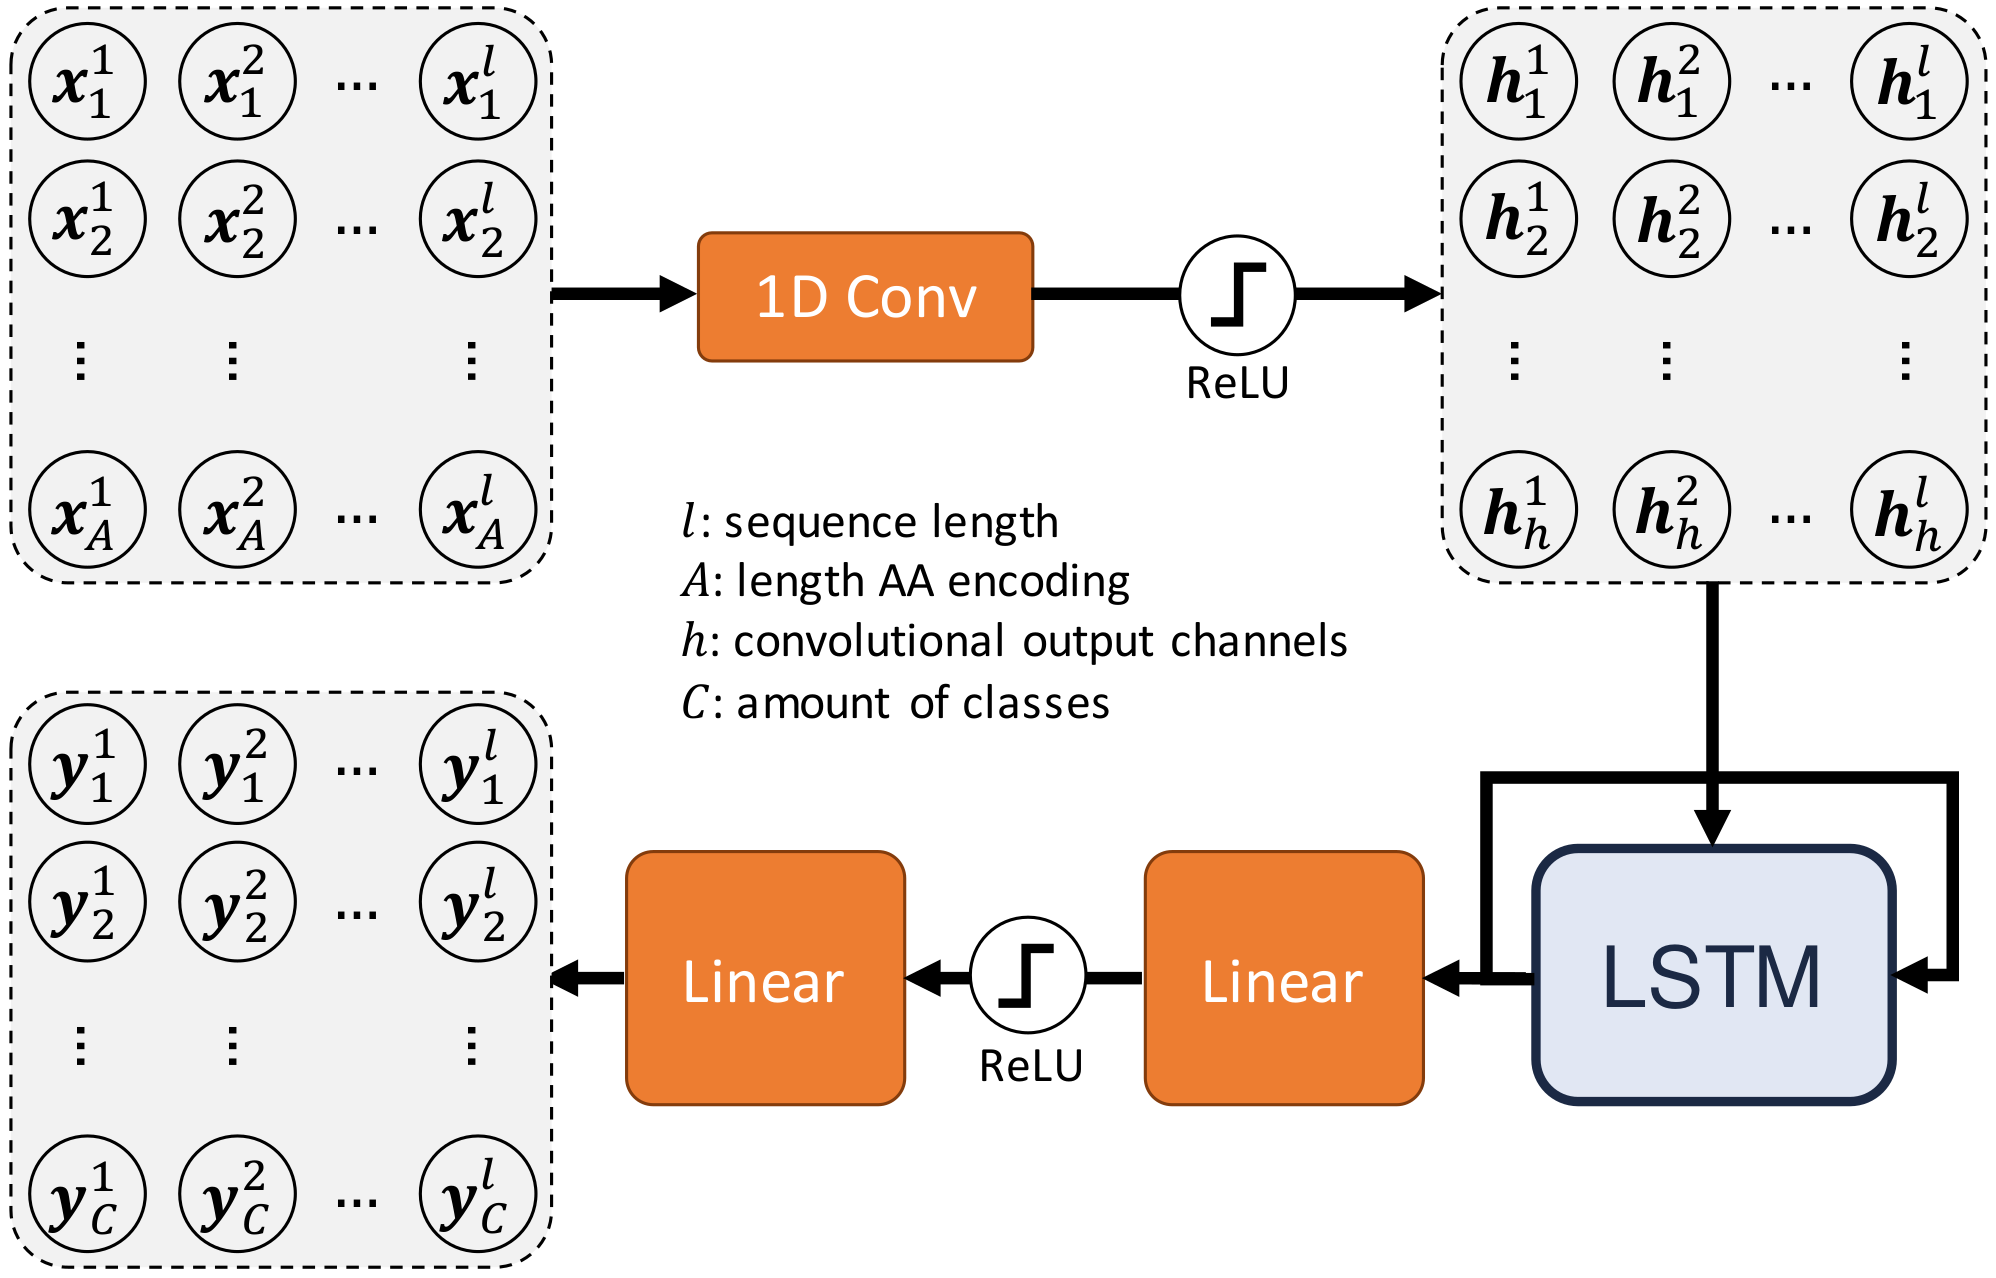 x_1^1 x_1^2 ... x_1^l
x_2^1 x_2^2 ... x_2^l
⋮ ⋮ ⋮
x_A^1 x_A^2 ... x_A^l
1D Conv
ReLU
h_1^1 h_1^2 ... h_1^l
h_2^1 h_2^2 ... h_2^l
⋮ ⋮ ⋮
h_h^1 h_h^2 ... h_h^l
l: sequence length
A: length AA encoding
h: convolutional output channels
C: amount of classes
LSTM
Linear
ReLU
Linear
y_1^1 y_1^2 ... y_1^l
y_2^1 y_2^2 ... y_2^l
⋮ ⋮ ⋮
y_C^1 y_C^2 ... y_C^l